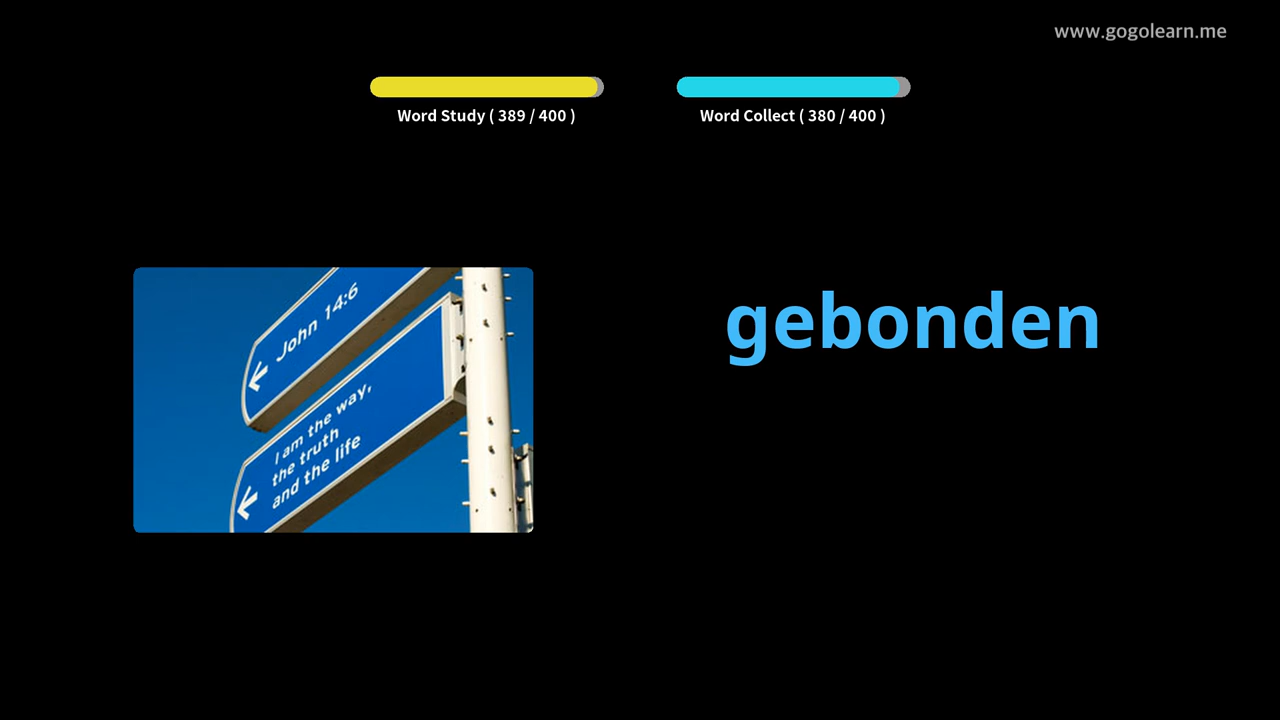 www.gogolearn.me
Word Study ( 389 / 400 )
Word Collect ( 380 / 400 )
John 14:6
I am the way,
the truth
and the life
gebonden